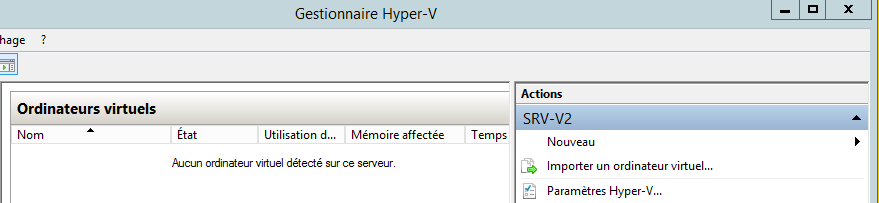 Gestionnaire Hyper-V
hage ?
Ordinateurs virtuels
Nom État Utilisation d... Mémoire affectée Temps
Aucun ordinateur virtuel détecté sur ce serveur.
Actions
SRV-V2
Nouveau
Importer un ordinateur virtuel...
Paramètres Hyper-V...